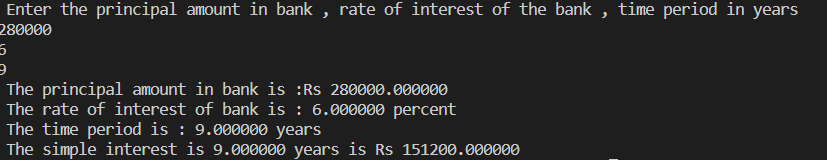 Enter the principal amount in bank , rate of interest of the bank , time period in years
280000
6
9
The principal amount in bank is :Rs 280000.000000
The rate of interest of bank is : 6.000000 percent
The time period is : 9.000000 years
The simple interest is 9.000000 years is Rs 151200.000000